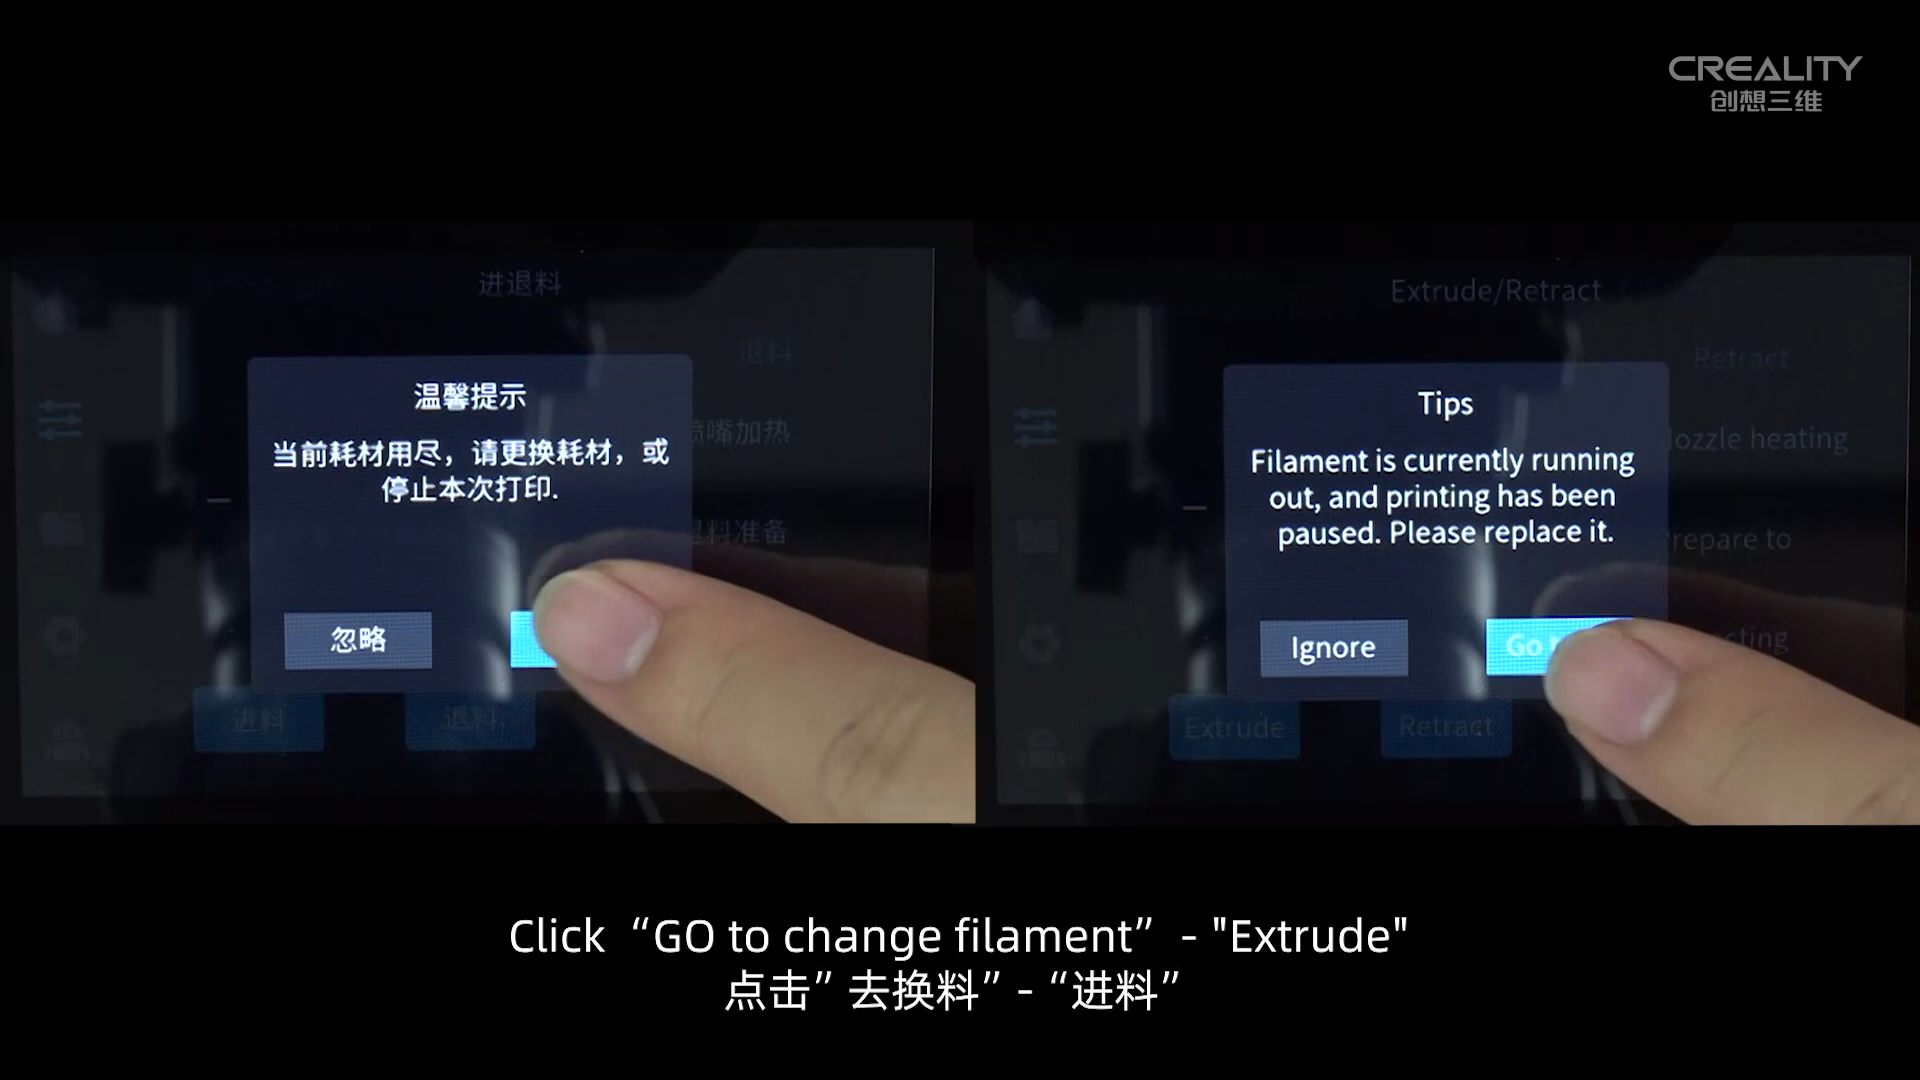 CREALITY
创想三维
进退料
退料
喷嘴加热
退料准备
温馨提示
当前耗材用尽，请更换耗材，或
停止本次打印.
忽略
进料
退料
Extrude/Retract
Retract
heating
to
Tips
Filament is currently running
out, and printing has been
paused. Please replace it.
Ignore
Go
Extrude
Retract
Click “GO to change filament” - "Extrude"
点击”去换料” - “进料”